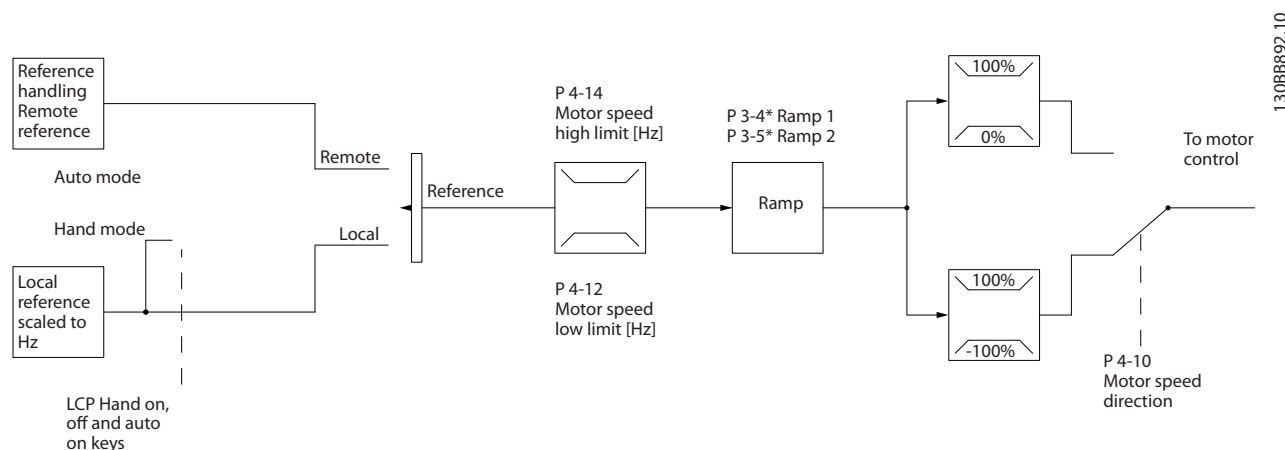 130BB892.10
Reference
handling
Remote
reference
Auto mode
Hand mode
Local
reference
scaled to
Hz
LCP Hand on,
off and auto
on keys
Remote
Local
Reference
P 4-14
Motor speed
high limit [Hz]
P 4-12
Motor speed
low limit [Hz]
P 3-4* Ramp 1
P 3-5* Ramp 2
Ramp
100%
0%
100%
-100%
To motor
control
P 4-10
Motor speed
direction